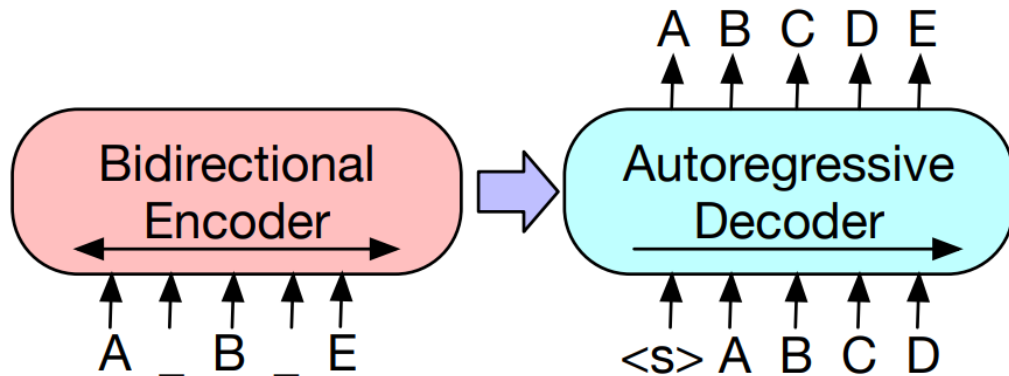 A B C D E
Bidirectional
Encoder
Autoregressive
Decoder
A _ B _ E
<s> A B C D